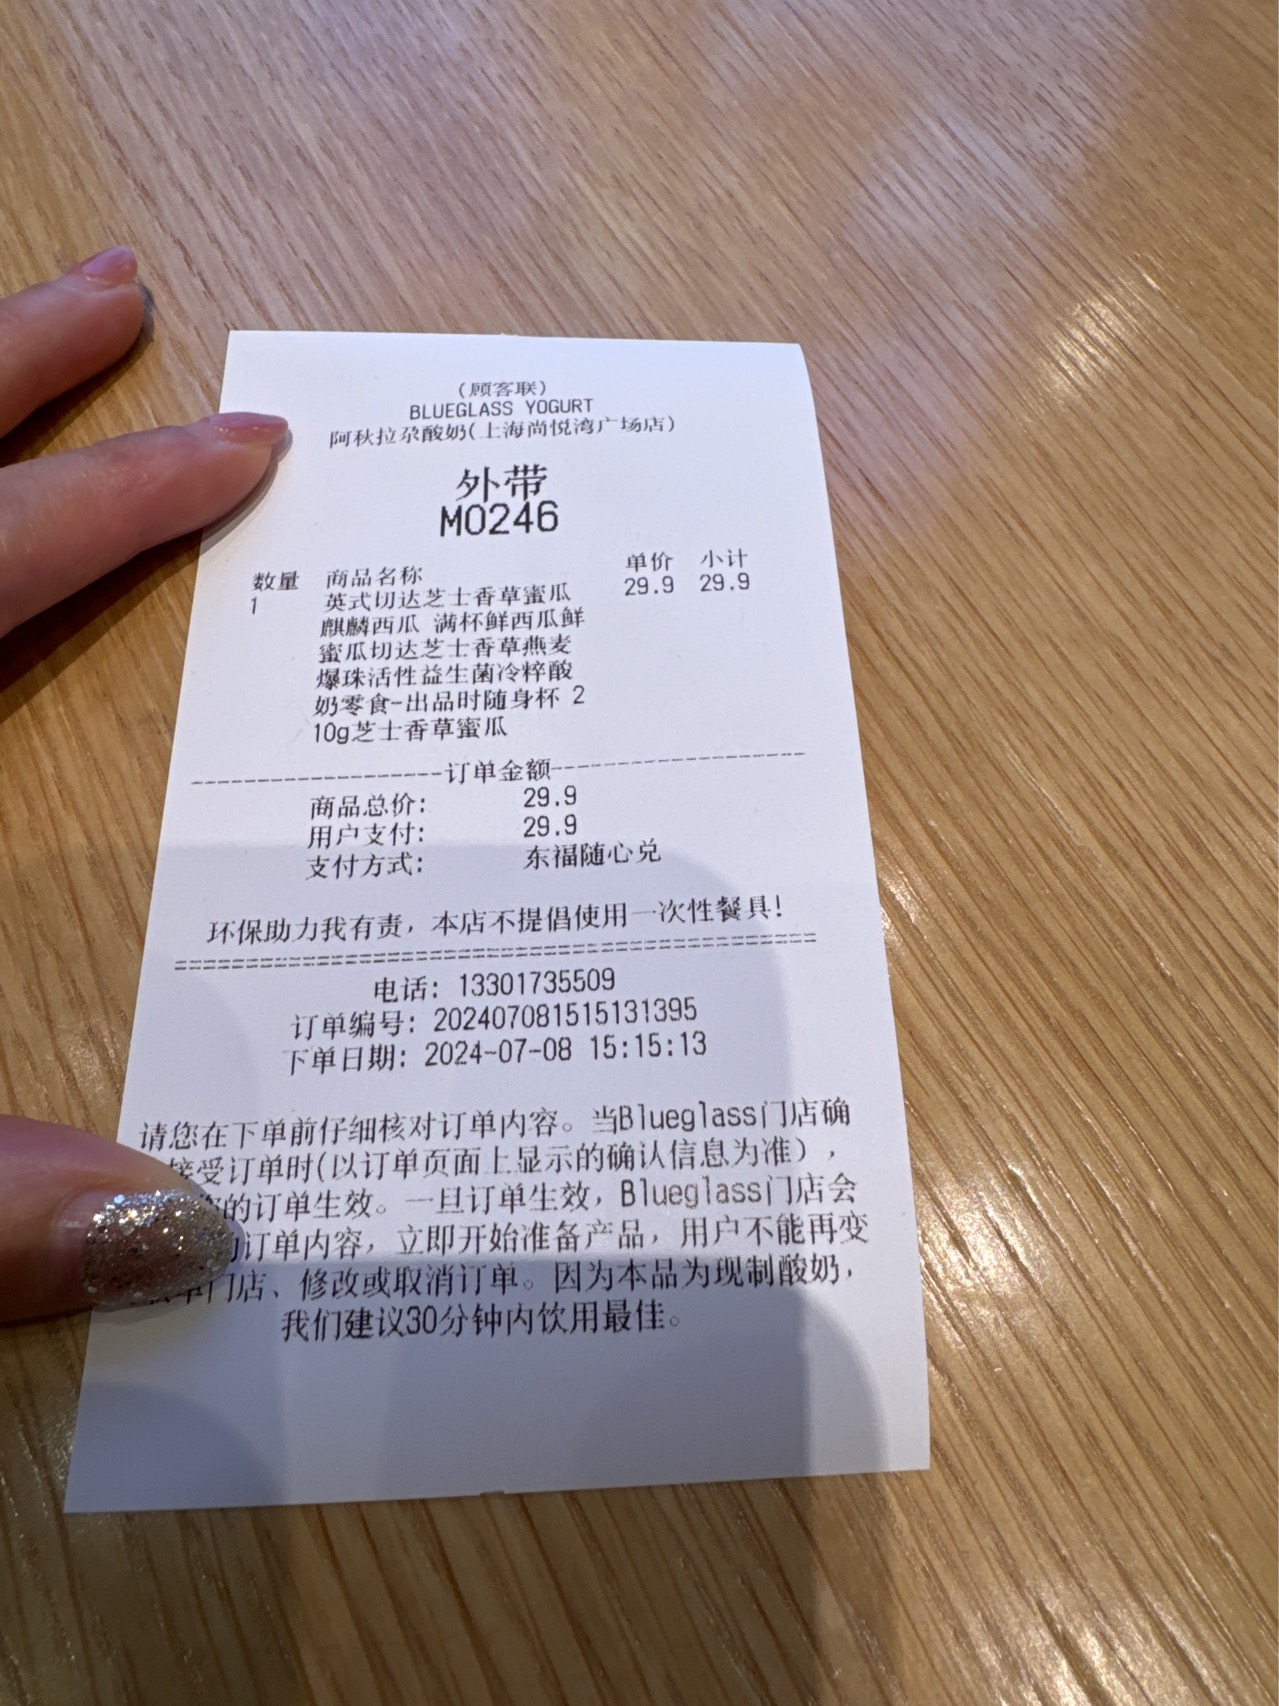 (顾客联)
BLUEGLASS YOGURT
阿秋拉尕酸奶(上海尚悦湾广场店)
外带
M0246
数量 商品名称 单价 小计
1 英式切达芝士香草蜜瓜 29.9 29.9
麒麟西瓜 满杯鲜西瓜鲜
蜜瓜切达芝士香草燕麦
爆珠活性益生菌冷粹酸
奶零食-出品时随身杯 2
10g芝士香草蜜瓜
--------------------订单金额--------------------
商品总价: 29.9
用户支付: 29.9
支付方式: 东福随心兑
环保助力我有责,本店不提倡使用一次性餐具!
================================================
电话: 13301735509
订单编号: 202407081515131395
下单日期: 2024-07-08 15:15:13
请您在下单前仔细核对订单内容。当Blueglass门店确
接受订单时(以订单页面上显示的确认信息为准),
的订单生效。一旦订单生效,Blueglass门店会
订单内容,立即开始准备产品,用户不能再变
门店、修改或取消订单。因为本品为现制酸奶,
我们建议30分钟内饮用最佳。